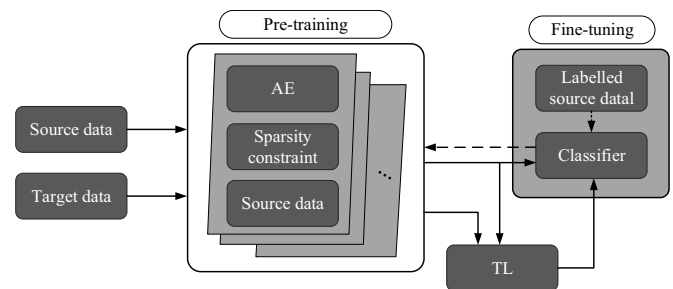 Pre-training
Fine-tuning
Source data
Target data
AE
Sparsity
constraint
Source data
...
Labelled
source datal
Classifier
TL